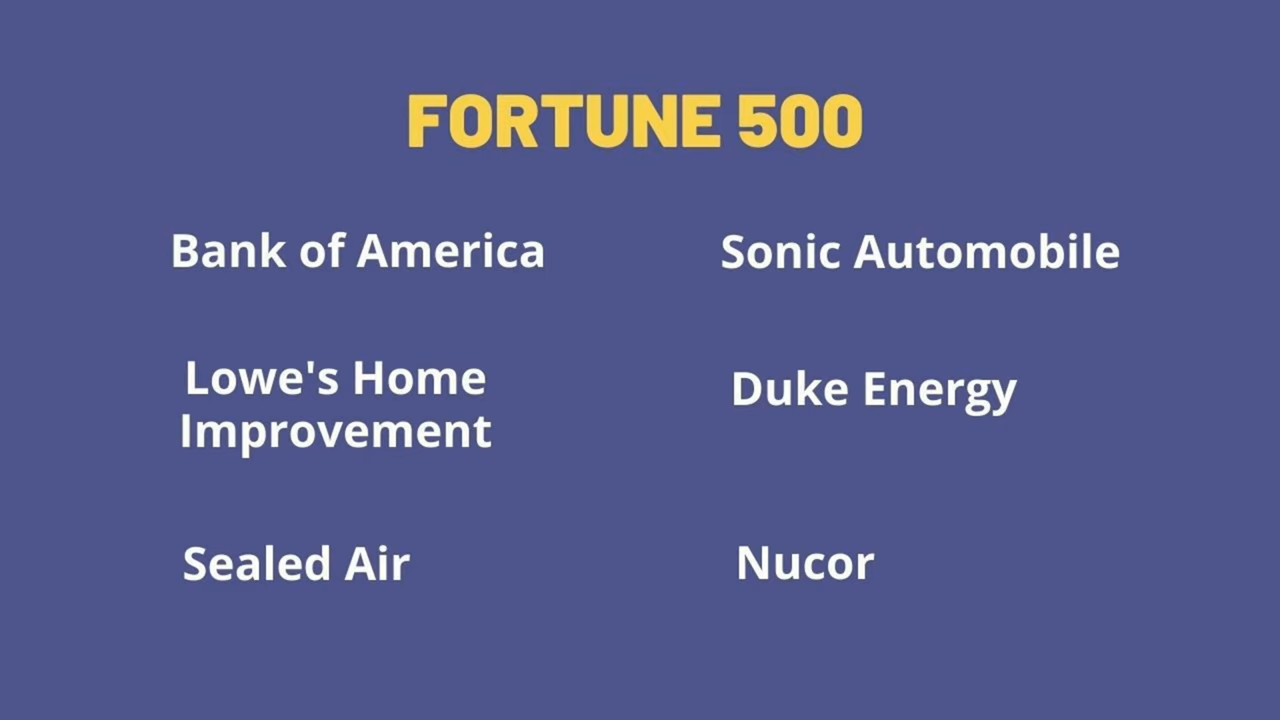 FORTUNE 500
Bank of America
Sonic Automobile
Lowe's Home
Improvement
Duke Energy
Sealed Air
Nucor